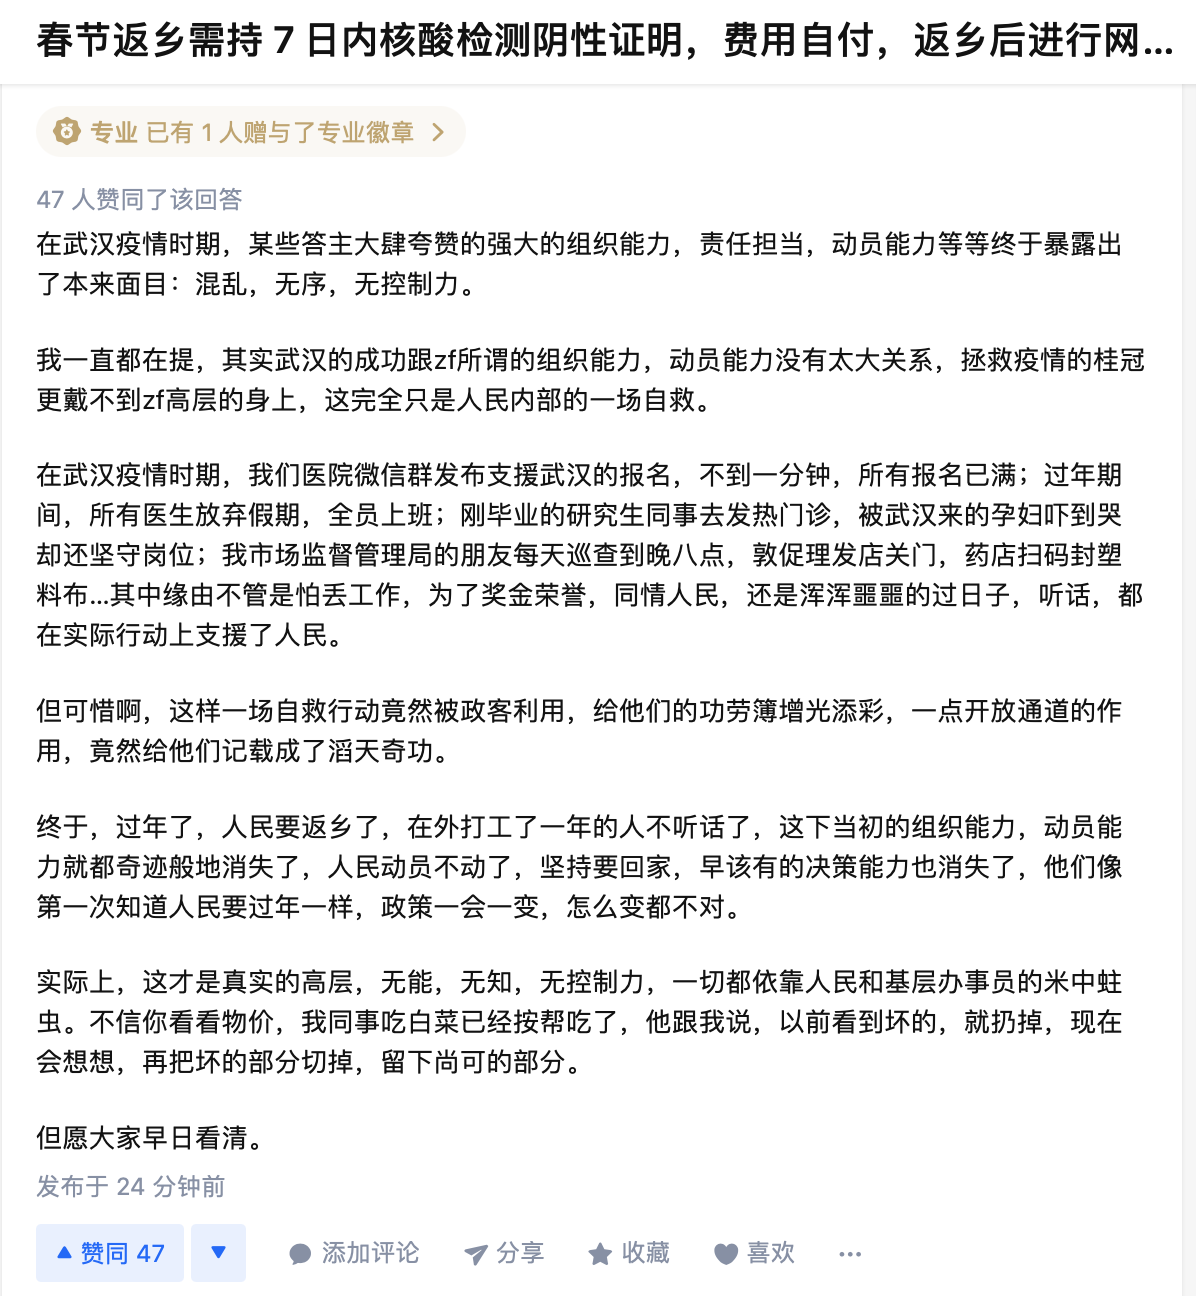 春节返乡需持 7 日内核酸检测阴性证明，费用自付，返乡后进行网...
专业 已有 1 人赠与了专业徽章
47 人赞同了该回答
在武汉疫情时期，某些答主大肆夸赞的强大的组织能力，责任担当，动员能力等等终于暴露出
了本来面目：混乱，无序，无控制力。
我一直都在提，其实武汉的成功跟zf所谓的组织能力，动员能力没有太大关系，拯救疫情的桂冠
更戴不到zf高层的身上，这完全只是人民内部的一场自救。
在武汉疫情时期，我们医院微信群发布支援武汉的报名，不到一分钟，所有报名已满；过年期
间，所有医生放弃假期，全员上班；刚毕业的研究生同事去发热门诊，被武汉来的孕妇吓到哭
却还坚守岗位；我市场监督管理局的朋友每天巡查到晚八点，敦促理发店关门，药店扫码封塑
料布...其中缘由不管是怕丢工作，为了奖金荣誉，同情人民，还是浑浑噩噩的过日子，听话，都
在实际行动上支援了人民。
但可惜啊，这样一场自救行动竟然被政客利用，给他们的功劳簿增光添彩，一点开放通道的作
用，竟然给他们记载成了滔天奇功。
终于，过年了，人民要返乡了，在外打工了一年的人不听话了，这下当初的组织能力，动员能
力就都奇迹般地消失了，人民动员不动了，坚持要回家，早该有的决策能力也消失了，他们像
第一次知道人民要过年一样，政策一会一变，怎么变都不对。
实际上，这才是真实的高层，无能，无知，无控制力，一切都依靠人民和基层办事员的米中蛀
虫。不信你看看物价，我同事吃白菜已经按帮吃了，他跟我说，以前看到坏的，就扔掉，现在
会想想，再把坏的部分切掉，留下尚可的部分。
但愿大家早日看清。
发布于 24 分钟前
赞同 47 添加评论 分享 收藏 喜欢 ...